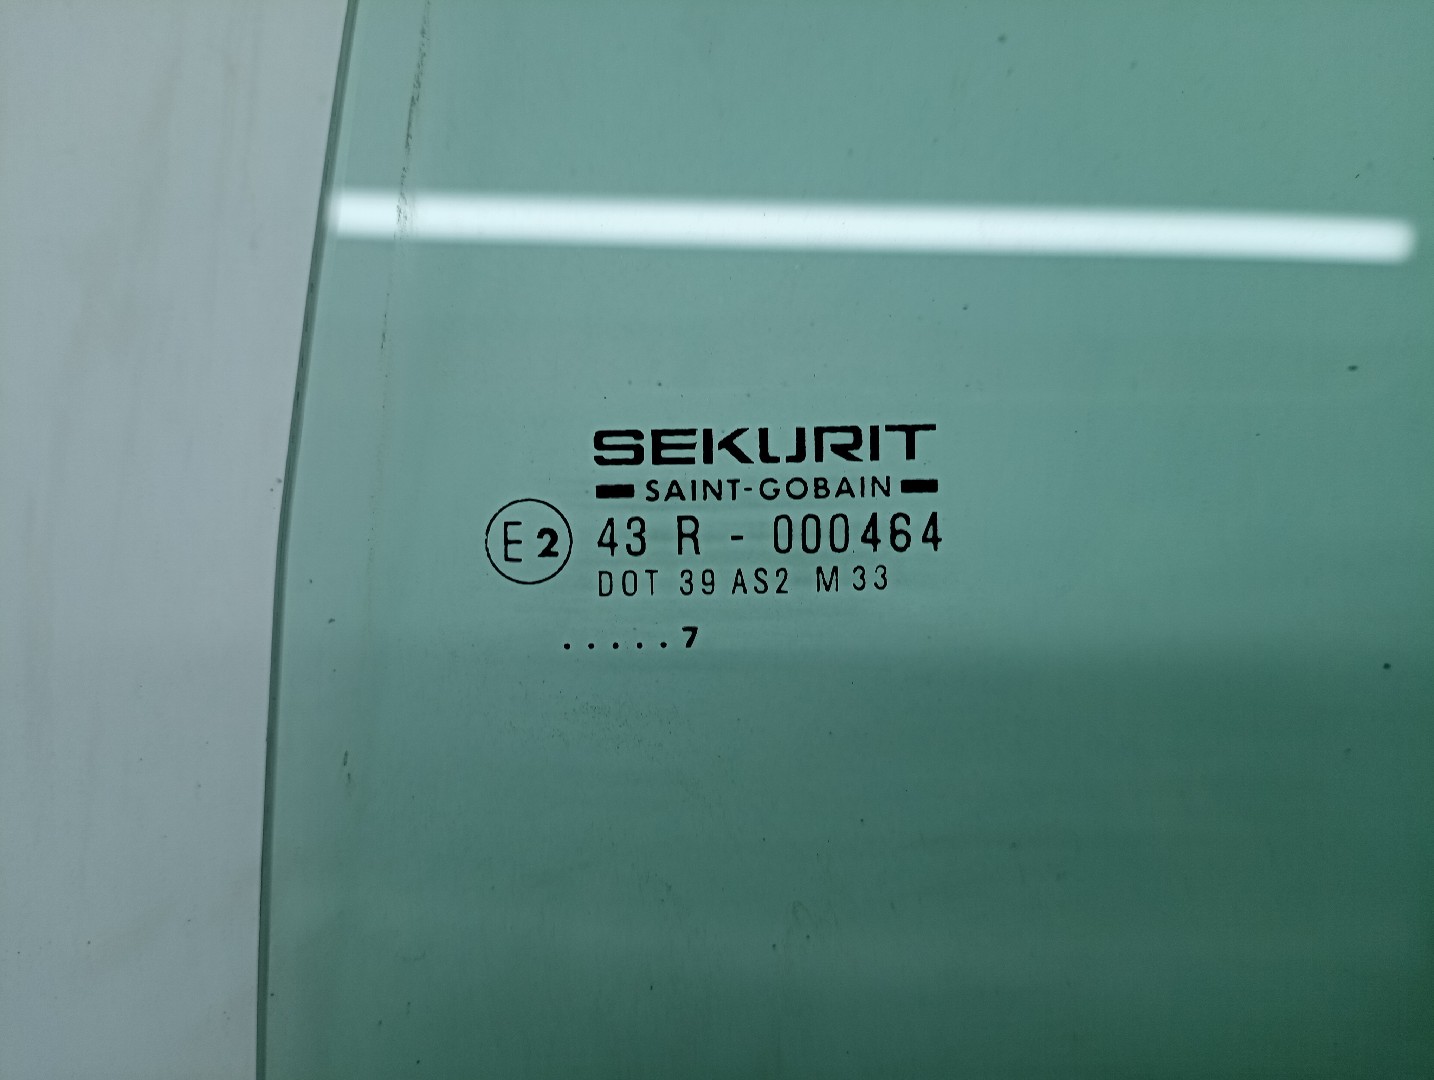 SEKURIT
SAINT-GOBAIN
E2 43 R - 000464
DOT 39 AS2 M33
.....7